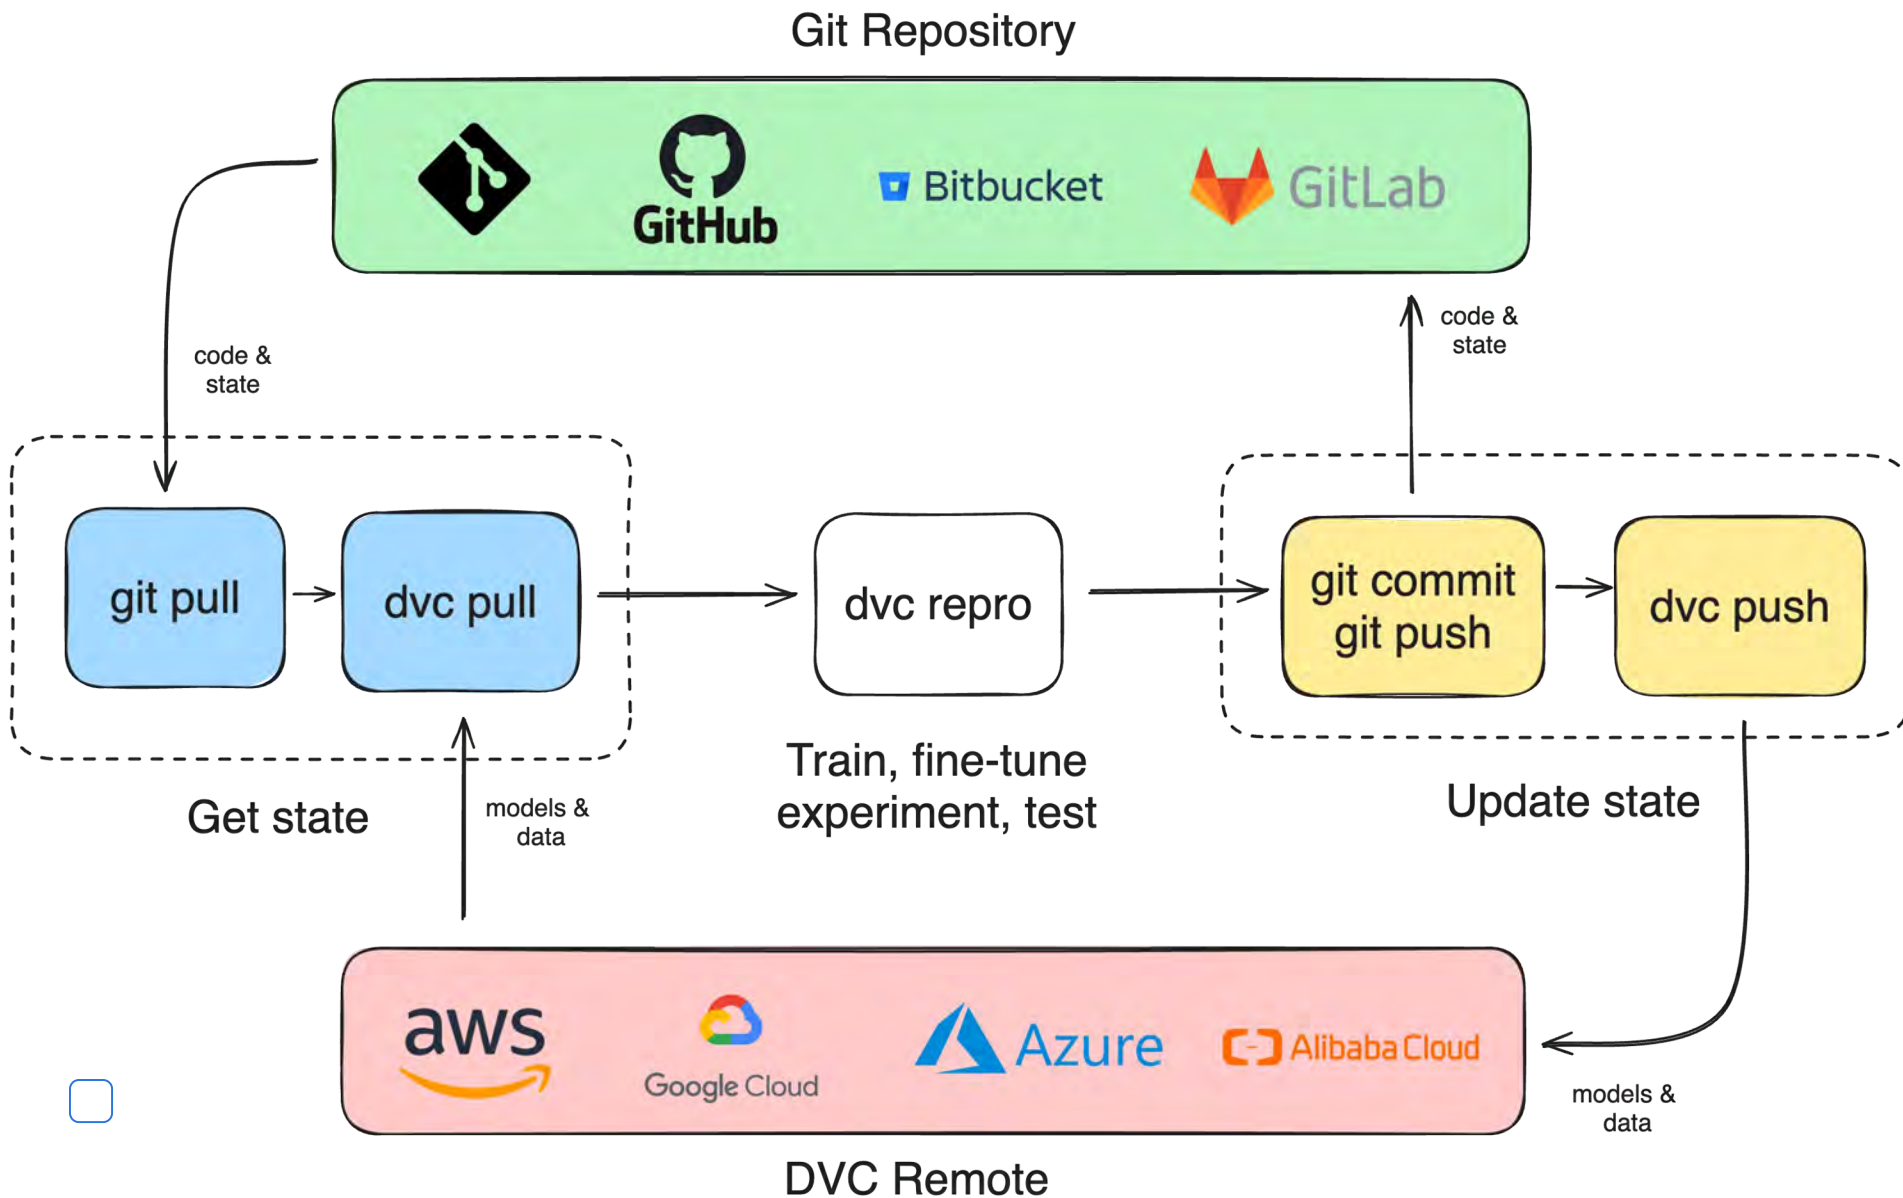 Git Repository
GitHub
Bitbucket
GitLab
code &
state
code &
state
git pull
dvc pull
dvc repro
git commit
git push
dvc push
Get state
models &
data
Train, fine-tune
experiment, test
Update state
aws
Google Cloud
Azure
Alibaba Cloud
models &
data
DVC Remote